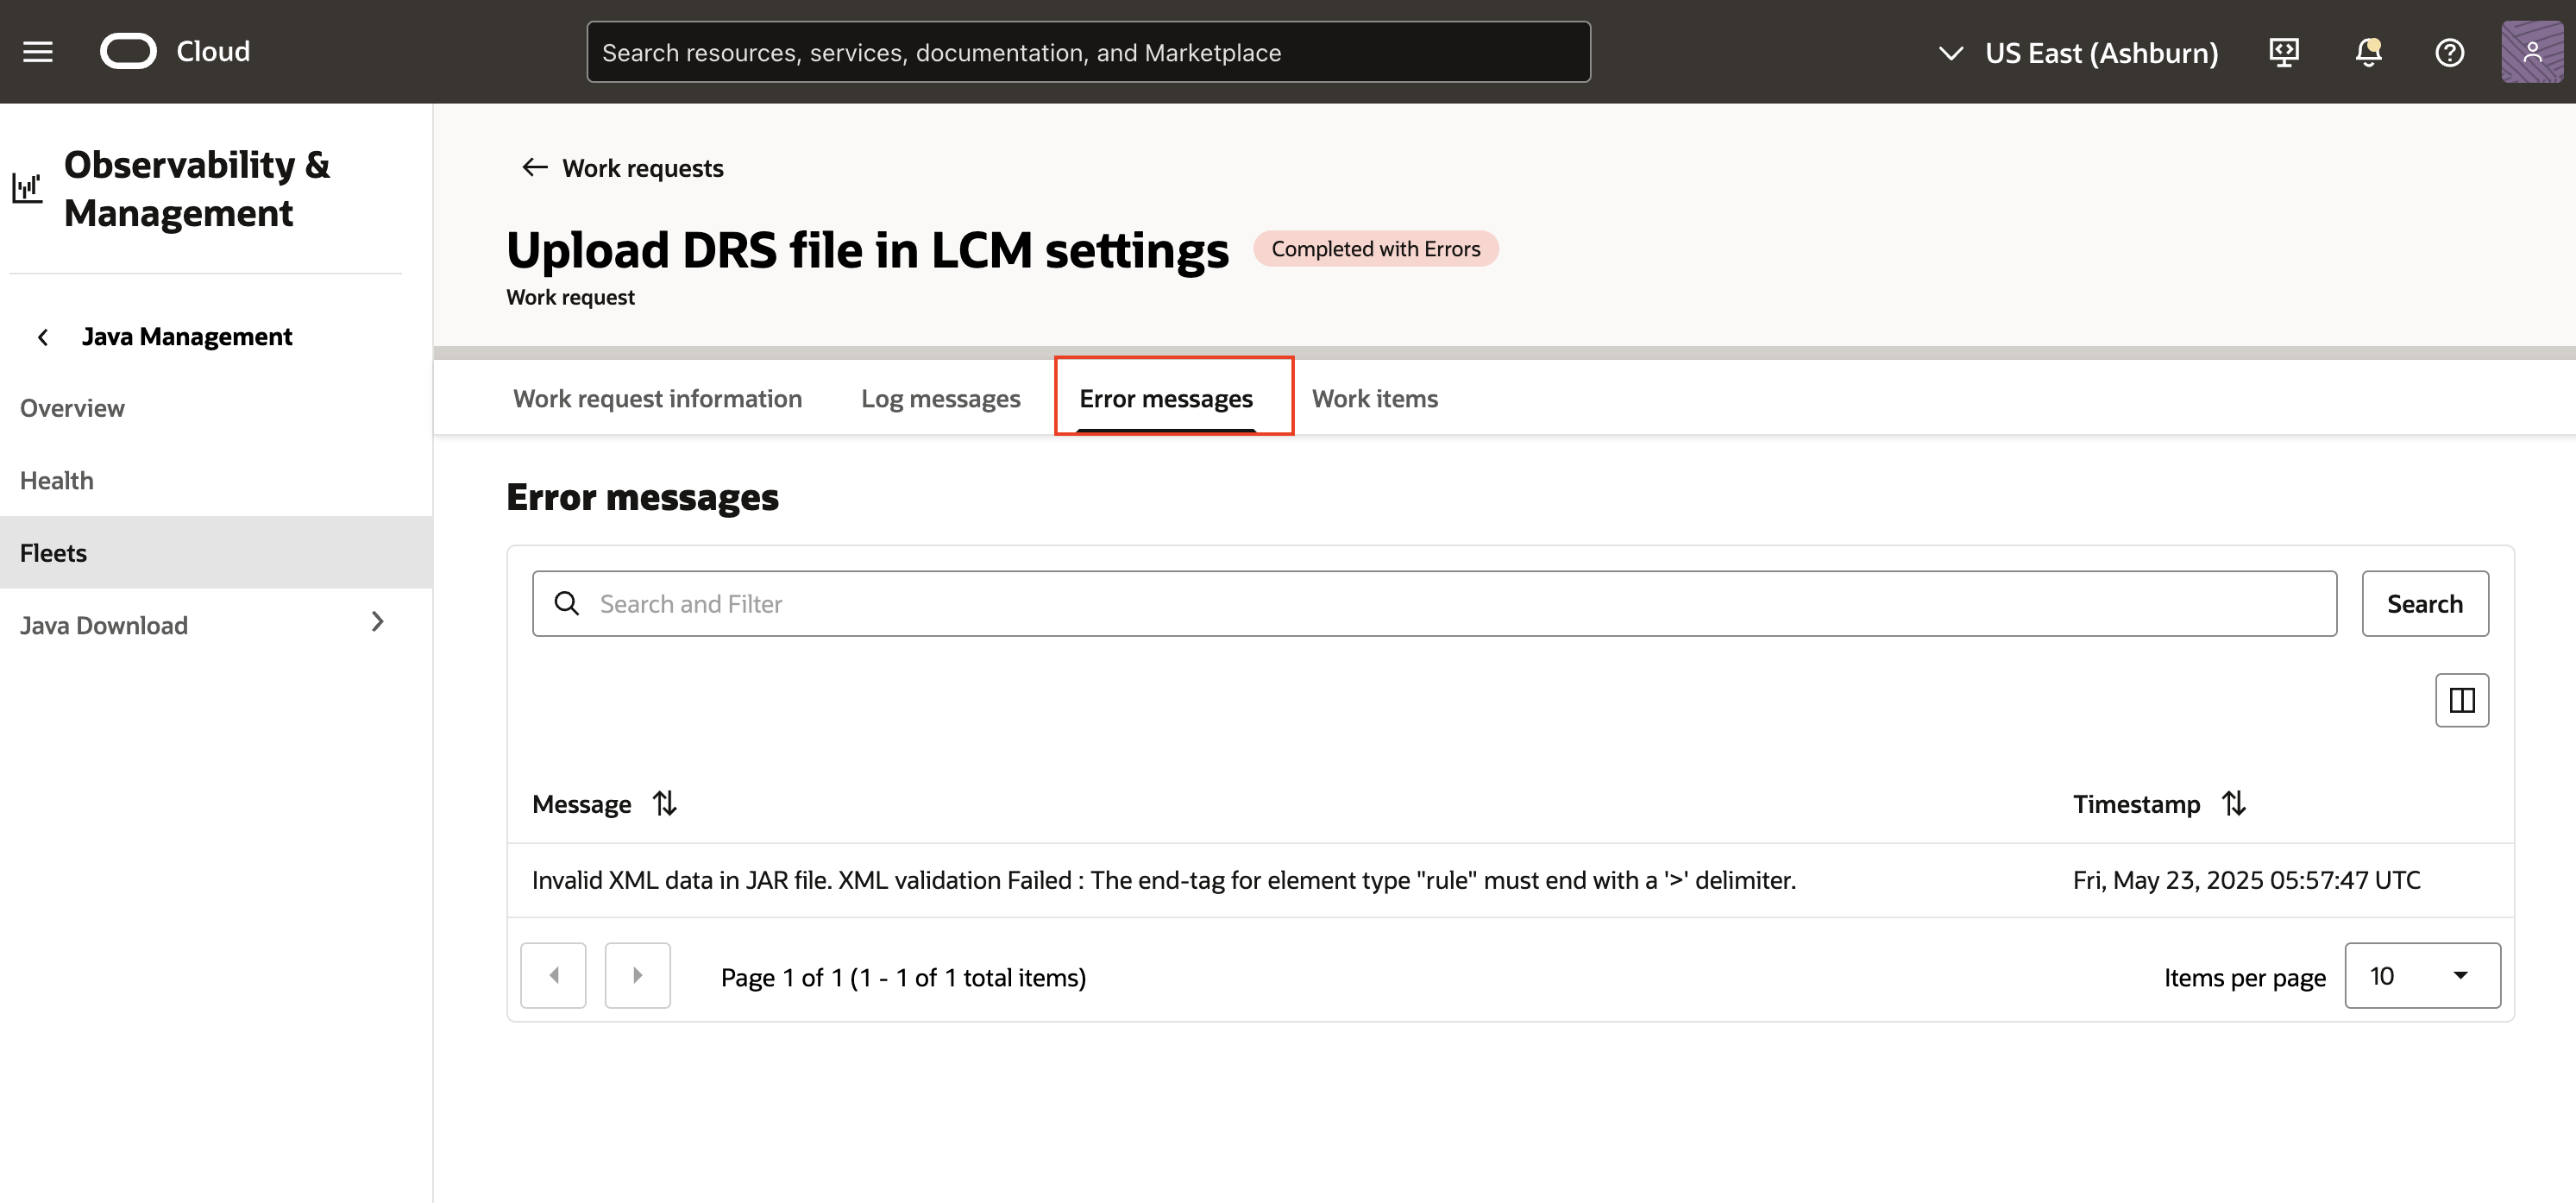 Cloud
Search resources, services, documentation, and Marketplace
US East (Ashburn)
Observability &
Management
Java Management
Overview
Health
Fleets
Java Download
Work requests
Upload DRS file in LCM settings
Completed with Errors
Work request
Work request information
Log messages
Error messages
Work items
Error messages
Search and Filter
Search
Message
Timestamp
Invalid XML data in JAR file. XML validation Failed : The end-tag for element type "rule" must end with a '>' delimiter.
Fri, May 23, 2025 05:57:47 UTC
Page 1 of 1 (1 - 1 of 1 total items)
Items per page
10